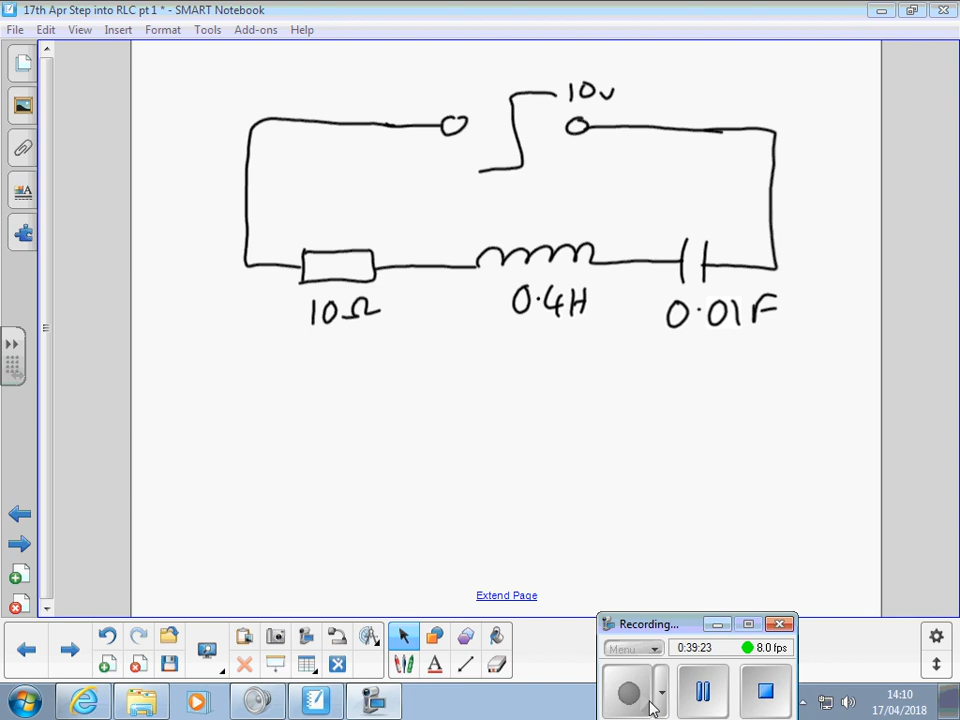 17th Apr Step into RLC pt 1 * - SMART Notebook
File Edit View Insert Format Tools Add-ons Help
10v
10Ω
0.4H
0.01F
Extend Page
Recording...
Menu
0:39:23
8.0 fps
14:10
17/04/2018